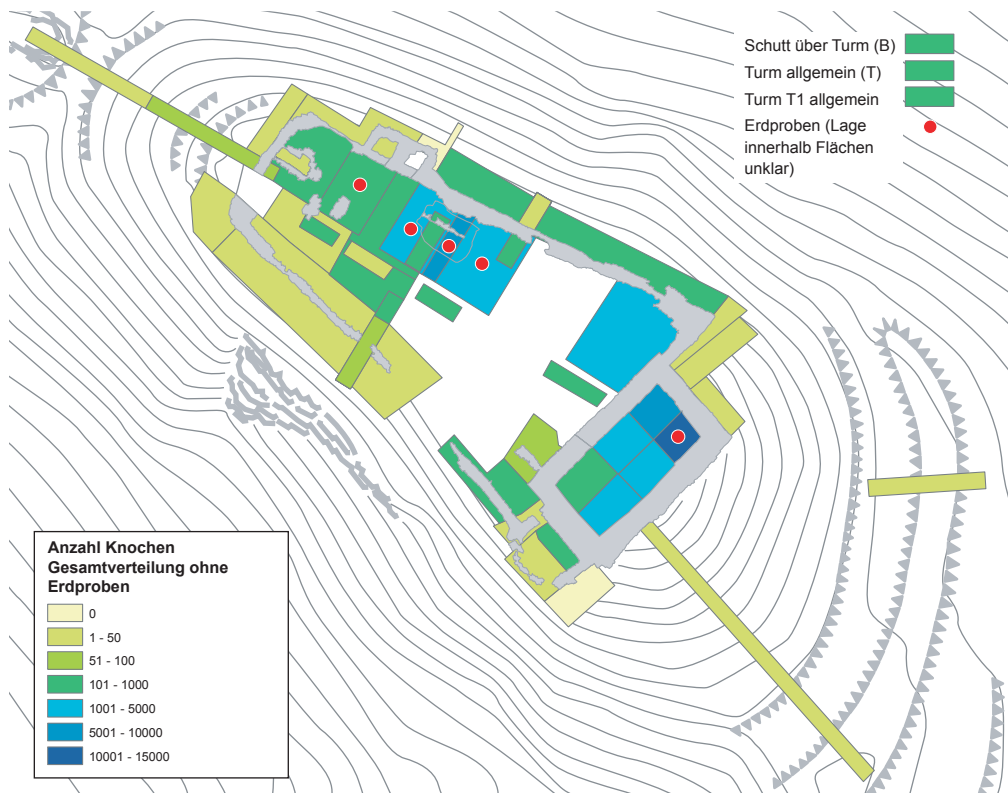 Schutt über Turm (B)
Turm allgemein (T)
Turm T1 allgemein
Erdproben (Lage
innerhalb Flächen
unklar)
Anzahl Knochen
Gesamtverteilung ohne
Erdproben
0
1 - 50
51 - 100
101 - 1000
1001 - 5000
5001 - 10000
10001 - 15000